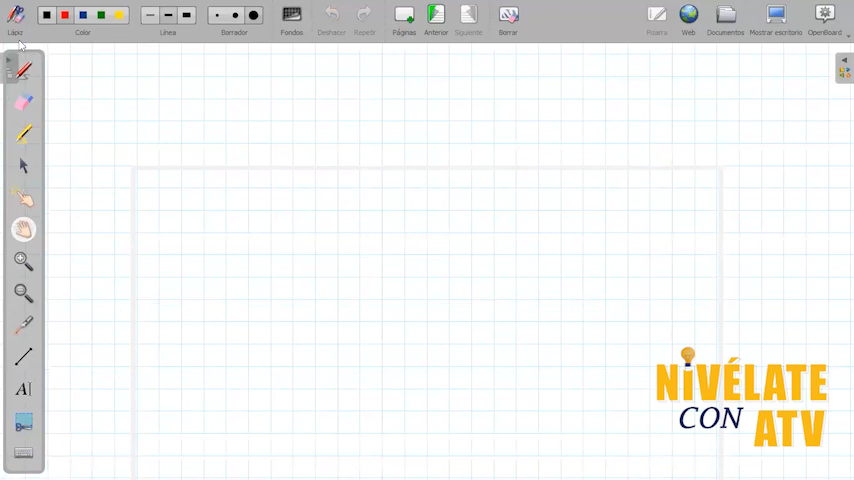 Lápiz
Color
Línea
Borrador
Fondos
Deshacer
Repetir
Páginas
Anterior
Siguiente
Borrar
Pizarra
Web
Documentos
Mostrar escritorio
OpenBoard
A
NIVÉLATE
CON
ATV